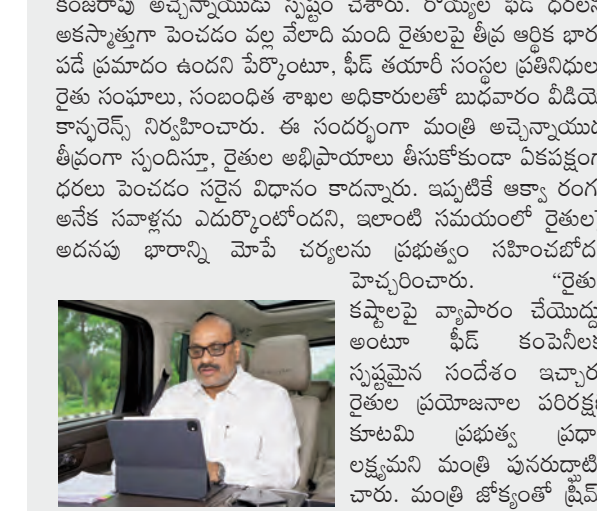 కింజరాపు అచ్చెన్నాయుడు స్పష్టం చేశారు. రొయ్యల ఫీడ్ ధరలను
అకస్మాత్తుగా పెంచడం వల్ల వేలాది మంది రైతులపై తీవ్ర ఆర్థిక భార
పడే ప్రమాదం ఉందని పేర్కొంటూ, ఫీడ్ తయారీ సంస్థల ప్రతినిధుల
రైతు సంఘాలు, సంబంధిత శాఖల అధికారులతో బుధవారం వీడియో
కాన్ఫరెన్స్ నిర్వహించారు. ఈ సందర్భంగా మంత్రి అచ్చెన్నాయుడ
తీవ్రంగా స్పందిస్తూ, రైతుల అభిప్రాయాలు తీసుకోకుండా ఏకపక్షంగ
ధరలు పెంచడం సరైన విధానం కాదన్నారు. ఇప్పటికే ఆక్వా రంగ
అనేక సవాళ్లను ఎదుర్కొంటోందని, ఇలాంటి సమయంలో రైతుల
అదనపు భారాన్ని మోపే చర్యలను ప్రభుత్వం సహించబోద
హెచ్చరించారు. “రైతు
కష్టాలపై వ్యాపారం చేయొద్దు
అంటూ ఫీడ్ కంపెనీలక
స్పష్టమైన సందేశం ఇచ్చార
రైతుల ప్రయోజనాల పరిరక్షణ
కూటమి ప్రభుత్వ ప్రధా
లక్ష్యమని మంత్రి పునరుద్ఘాటి
చారు. మంత్రి జోక్యంతో ష్రిమ్